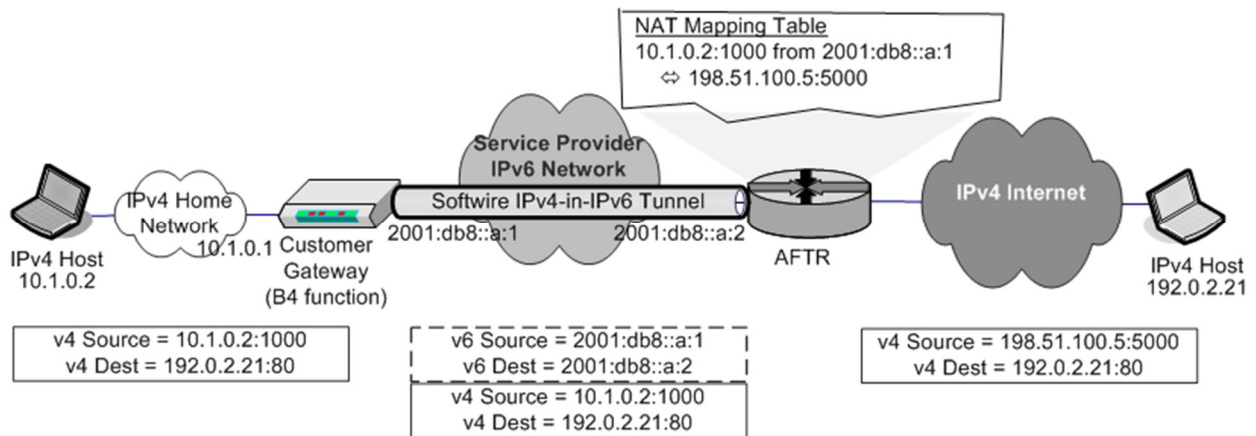 NAT Mapping Table
10.1.0.2:1000 from 2001:db8::a:1
⇔ 198.51.100.5:5000
Service Provider
IPv6 Network
IPv4 Home
Network
Softwire IPv4-in-IPv6 Tunnel
IPv4 Internet
10.1.0.1
2001:db8::a:1
2001:db8::a:2
IPv4 Host
10.1.0.2
Customer
Gateway
(B4 function)
AFTR
IPv4 Host
192.0.2.21
v4 Source = 10.1.0.2:1000
v4 Dest = 192.0.2.21:80
v6 Source = 2001:db8::a:1
v6 Dest = 2001:db8::a:2
v4 Source = 10.1.0.2:1000
v4 Dest = 192.0.2.21:80
v4 Source = 198.51.100.5:5000
v4 Dest = 192.0.2.21:80